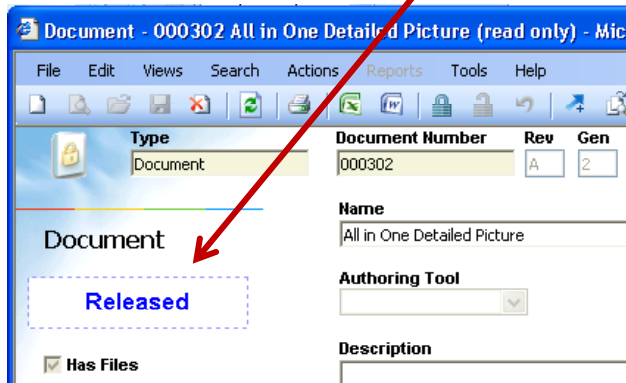 Document - 000302 All in One Detailed Picture (read only) - Mic
File Edit Views Search Actions Reports Tools Help
Type Document Number Rev Gen
Document 000302 A 2
Name
Document All in One Detailed Picture
Authoring Tool
Released
Description
Has Files